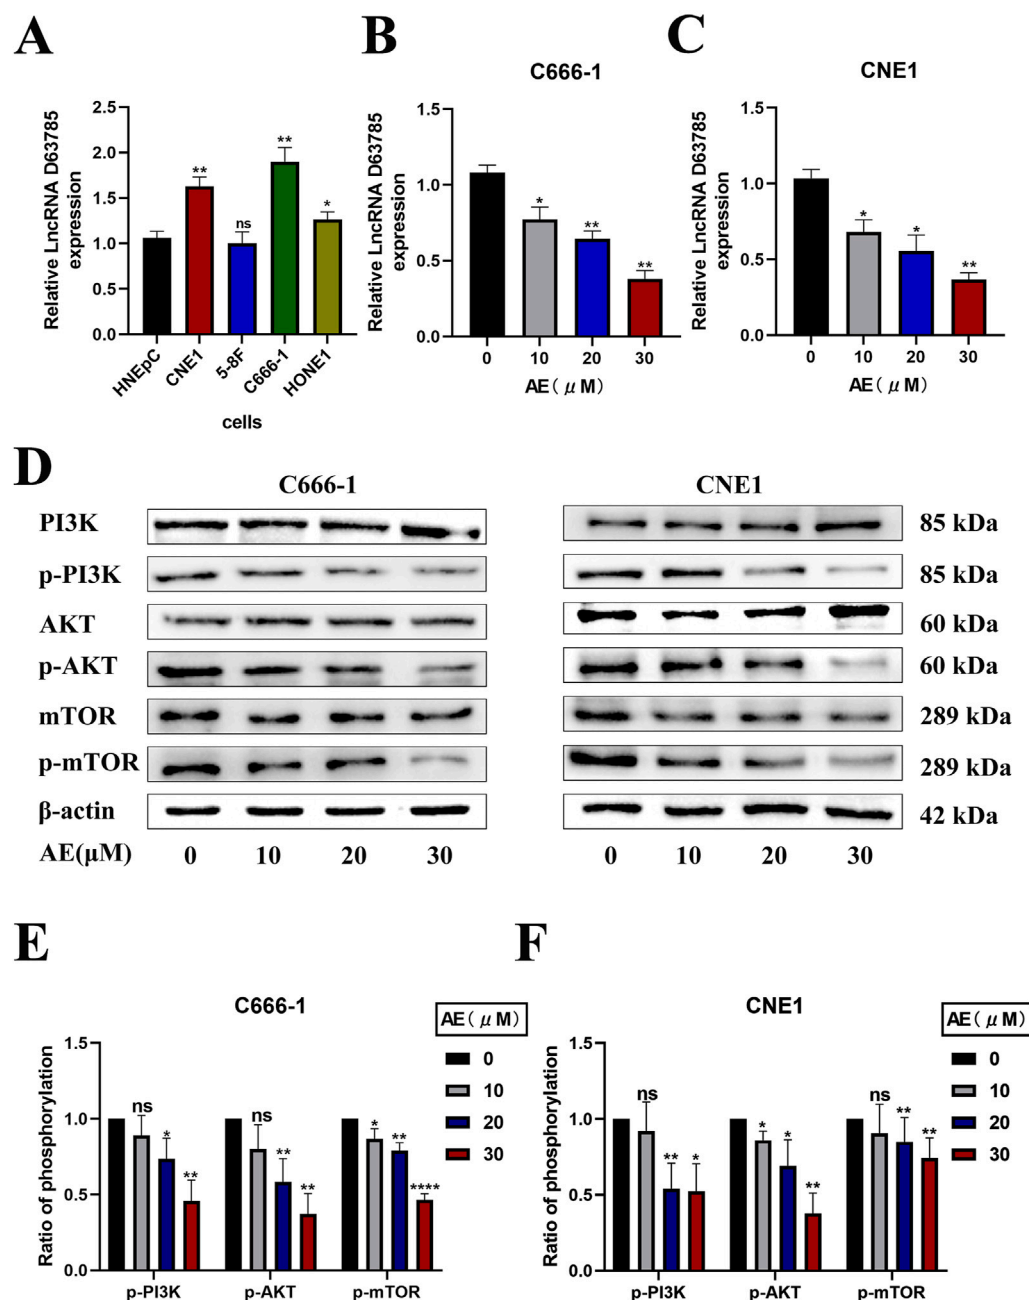 A
Relative LncRNA D63785
expression
2.5
2.0
1.5
1.0
0.5
0.0
**
ns
**
*
HNEpC
CNE1
5-8F
C666-1
HONE1
cells
B
C666-1
Relative LncRNA D63785
expression
1.5
1.0
0.5
0.0
*
**
**
0
10
20
30
AE( μ M)
C
CNE1
Relative LncRNA D63785
expression
1.5
1.0
0.5
0.0
*
*
**
0
10
20
30
AE( μ M)
D
C666-1
CNE1
PI3K
85 kDa
p-PI3K
85 kDa
AKT
60 kDa
p-AKT
60 kDa
mTOR
289 kDa
p-mTOR
289 kDa
β-actin
42 kDa
AE(μM) 0 10 20 30
0 10 20 30
E
C666-1
Ratio of phosphorylation
1.5
1.0
0.5
0.0
ns
*
**
ns
**
**
*
**
****
p-PI3K
p-AKT
p-mTOR
AE( μ M)
0
10
20
30
F
CNE1
Ratio of phosphorylation
1.5
1.0
0.5
0.0
ns
**
*
*
*
**
ns
**
**
p-PI3K
p-AKT
p-mTOR
AE( μ M)
0
10
20
30